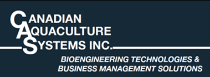 CANADIAN
AQUACULTURE
SYSTEMS INC.
BIOENGINEERING TECHNOLOGIES &
BUSINESS MANAGEMENT SOLUTIONS